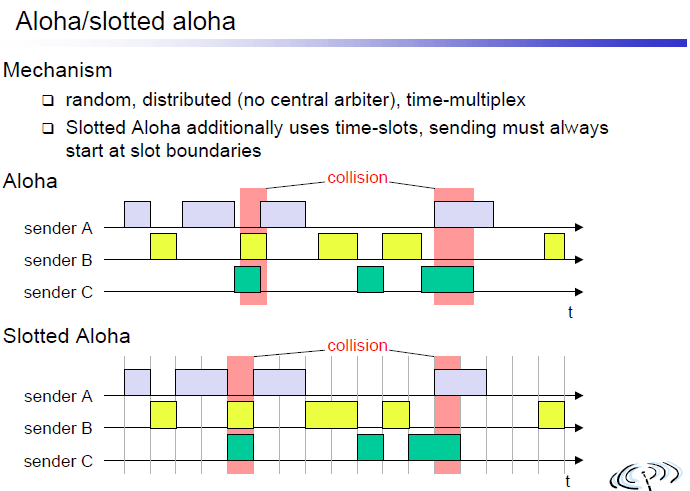 Aloha/slotted aloha
Mechanism
random, distributed (no central arbiter), time-multiplex
Slotted Aloha additionally uses time-slots, sending must always
start at slot boundaries
Aloha
collision
sender A
sender B
sender C
t
Slotted Aloha
collision
sender A
sender B
sender C
t